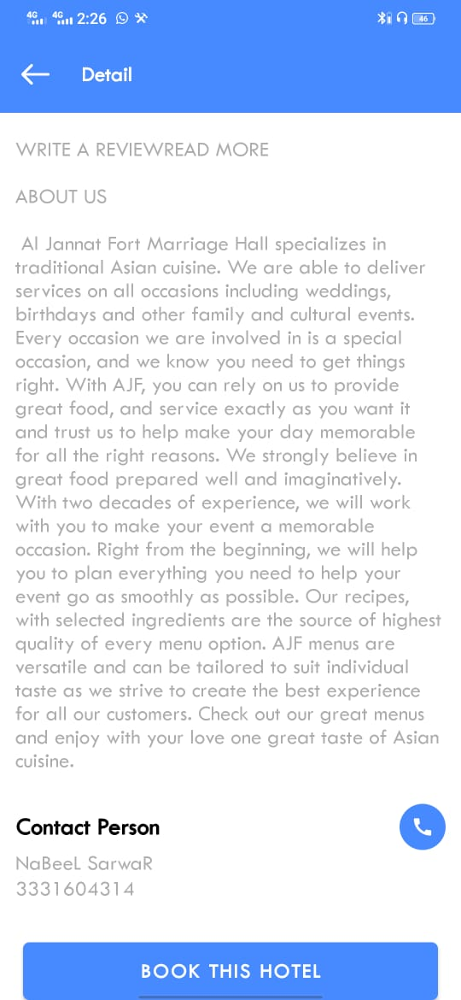 4G 4G 2:26 46
Detail
WRITE A REVIEWREAD MORE
ABOUT US
Al Jannat Fort Marriage Hall specializes in
traditional Asian cuisine. We are able to deliver
services on all occasions including weddings,
birthdays and other family and cultural events.
Every occasion we are involved in is a special
occasion, and we know you need to get things
right. With AJF, you can rely on us to provide
great food, and service exactly as you want it
and trust us to help make your day memorable
for all the right reasons. We strongly believe in
great food prepared well and imaginatively.
With two decades of experience, we will work
with you to make your event a memorable
occasion. Right from the beginning, we will help
you to plan everything you need to help your
event go as smoothly as possible. Our recipes,
with selected ingredients are the source of highest
quality of every menu option. AJF menus are
versatile and can be tailored to suit individual
taste as we strive to create the best experience
for all our customers. Check out our great menus
and enjoy with your love one great taste of Asian
cuisine.
Contact Person
NaBeeL SarwaR
3331604314
BOOK THIS HOTEL